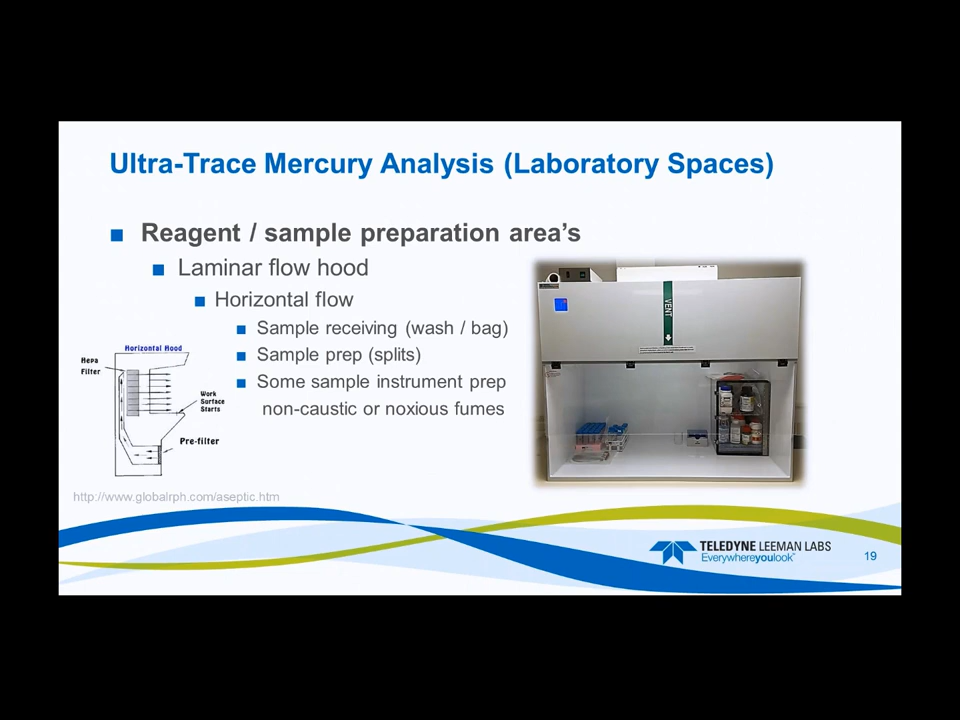 Ultra-Trace Mercury Analysis (Laboratory Spaces)
Reagent / sample preparation area’s
Laminar flow hood
Horizontal flow
Sample receiving (wash / bag)
Sample prep (splits)
Some sample instrument prep
non-caustic or noxious fumes
Horizontal Hood
Hepa
Filter
Work
Surface
Starts
Pre-filter
http://www.globalrph.com/aseptic.htm
VENT
TELEDYNE LEEMAN LABS
Everywhereyoulook™
19